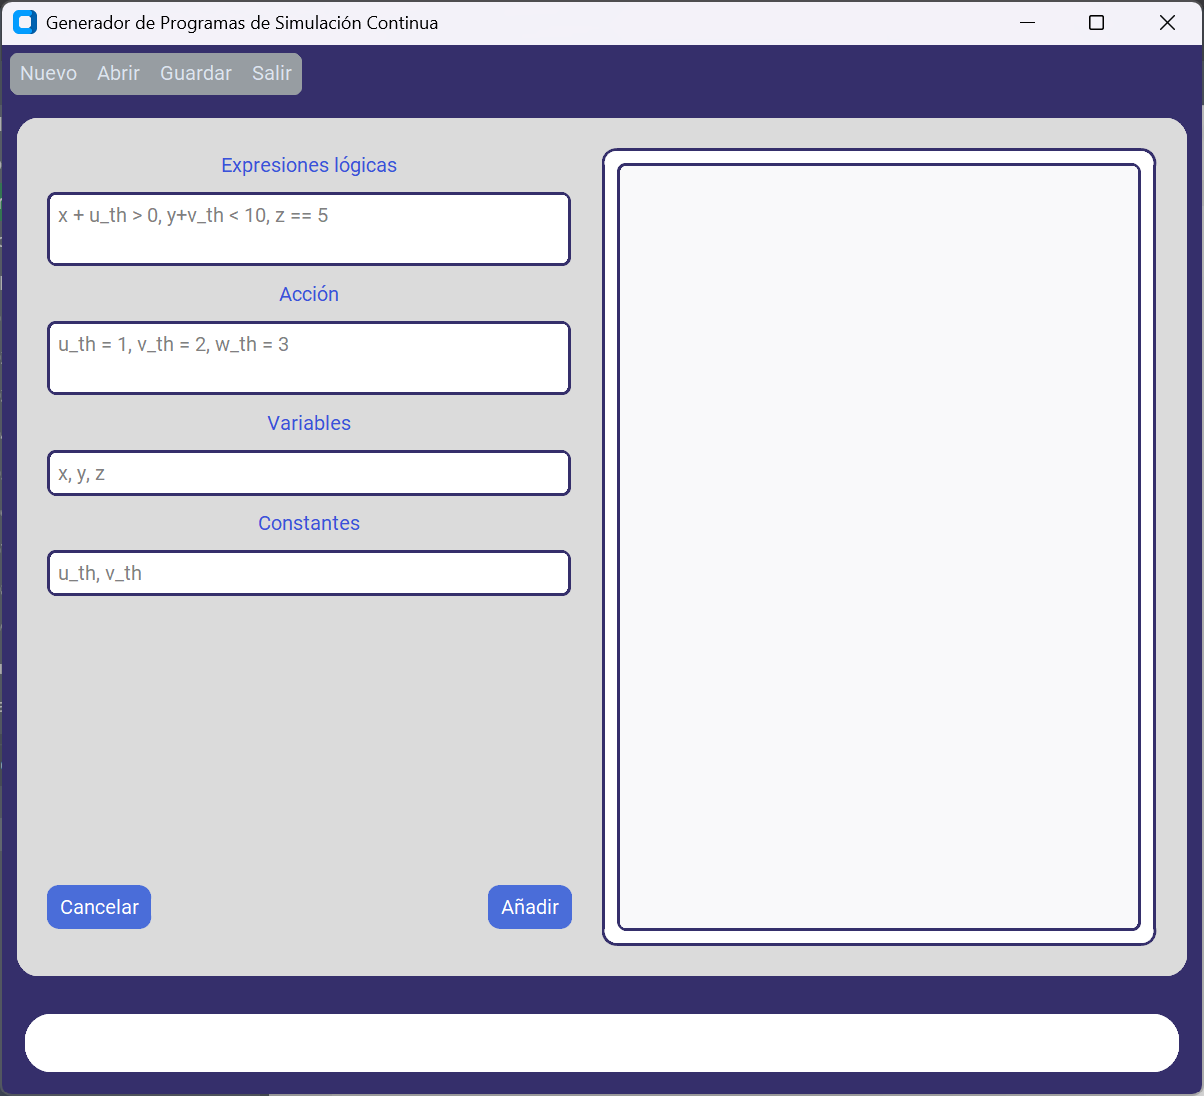 Generador de Programas de Simulación Continua
Nuevo Abrir Guardar Salir
Expresiones lógicas
x + u_th > 0, y+v_th < 10, z == 5
Acción
u_th = 1, v_th = 2, w_th = 3
Variables
x, y, z
Constantes
u_th, v_th
Cancelar Añadir